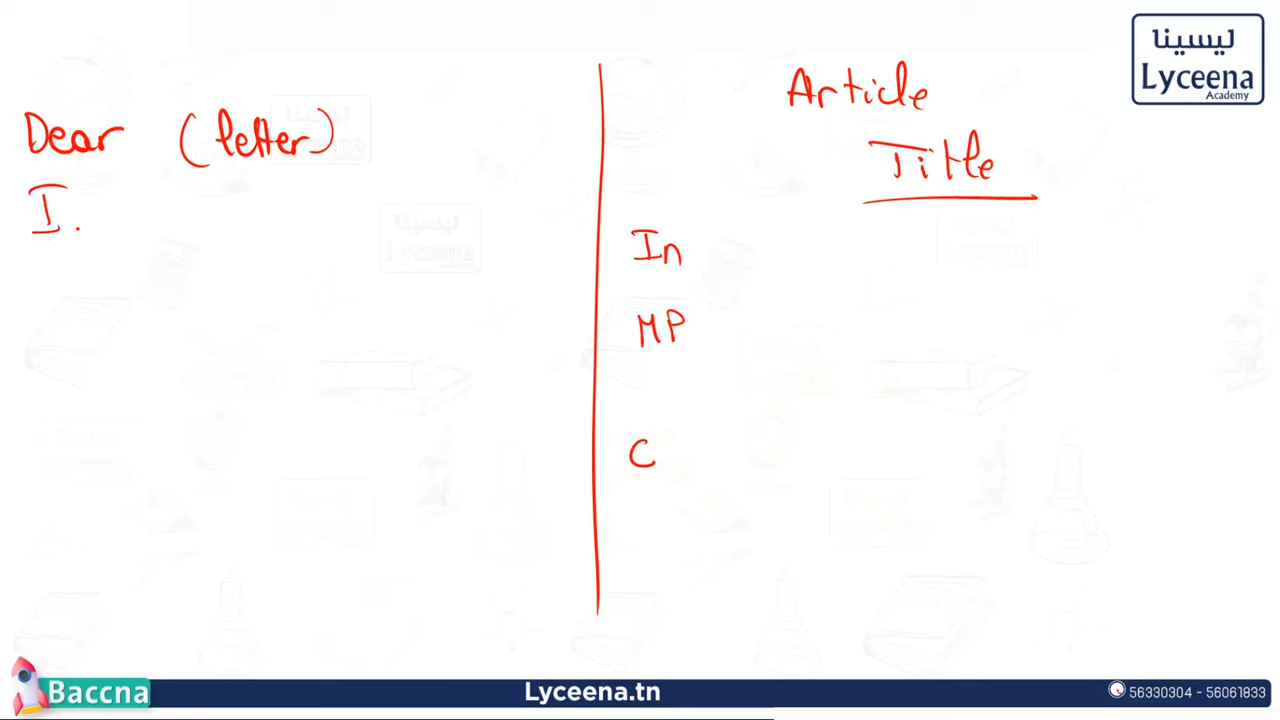 ليسينا
Lyceena
Academy
Dear (letter)
I.
Article
Title
In
MP
C
Baccna
Lyceena.tn
56330304 - 56061833